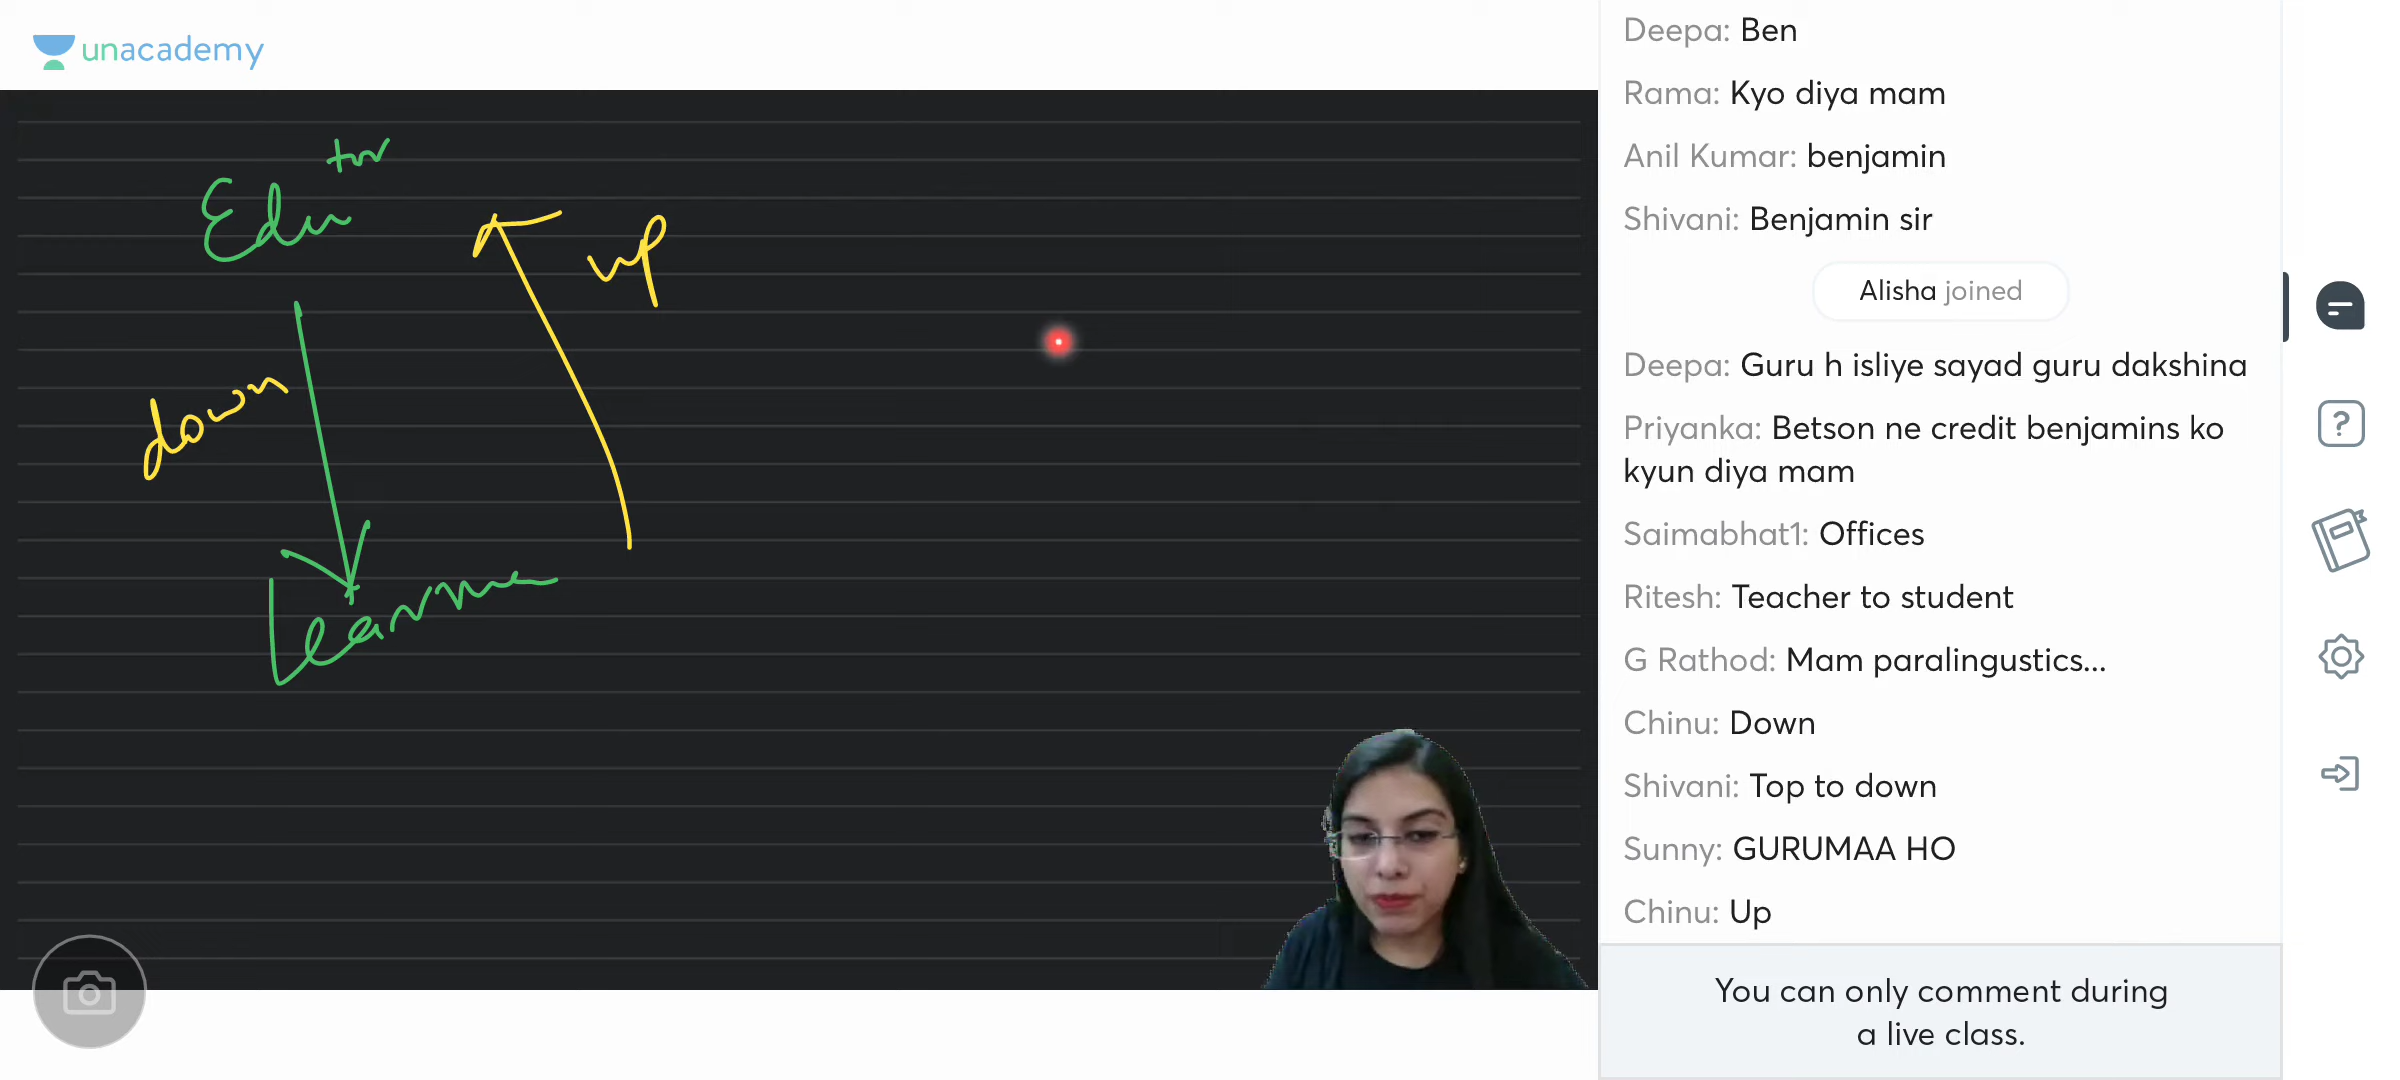 unacademy
Edu
tor
down
up
Learner
Deepa: Ben
Rama: Kyo diya mam
Anil Kumar: benjamin
Shivani: Benjamin sir
Alisha joined
Deepa: Guru h isliye sayad guru dakshina
Priyanka: Betson ne credit benjamins ko
kyun diya mam
Saimabhat1: Offices
Ritesh: Teacher to student
G Rathod: Mam paralingustics...
Chinu: Down
Shivani: Top to down
Sunny: GURUMAA HO
Chinu: Up
You can only comment during
a live class.
?